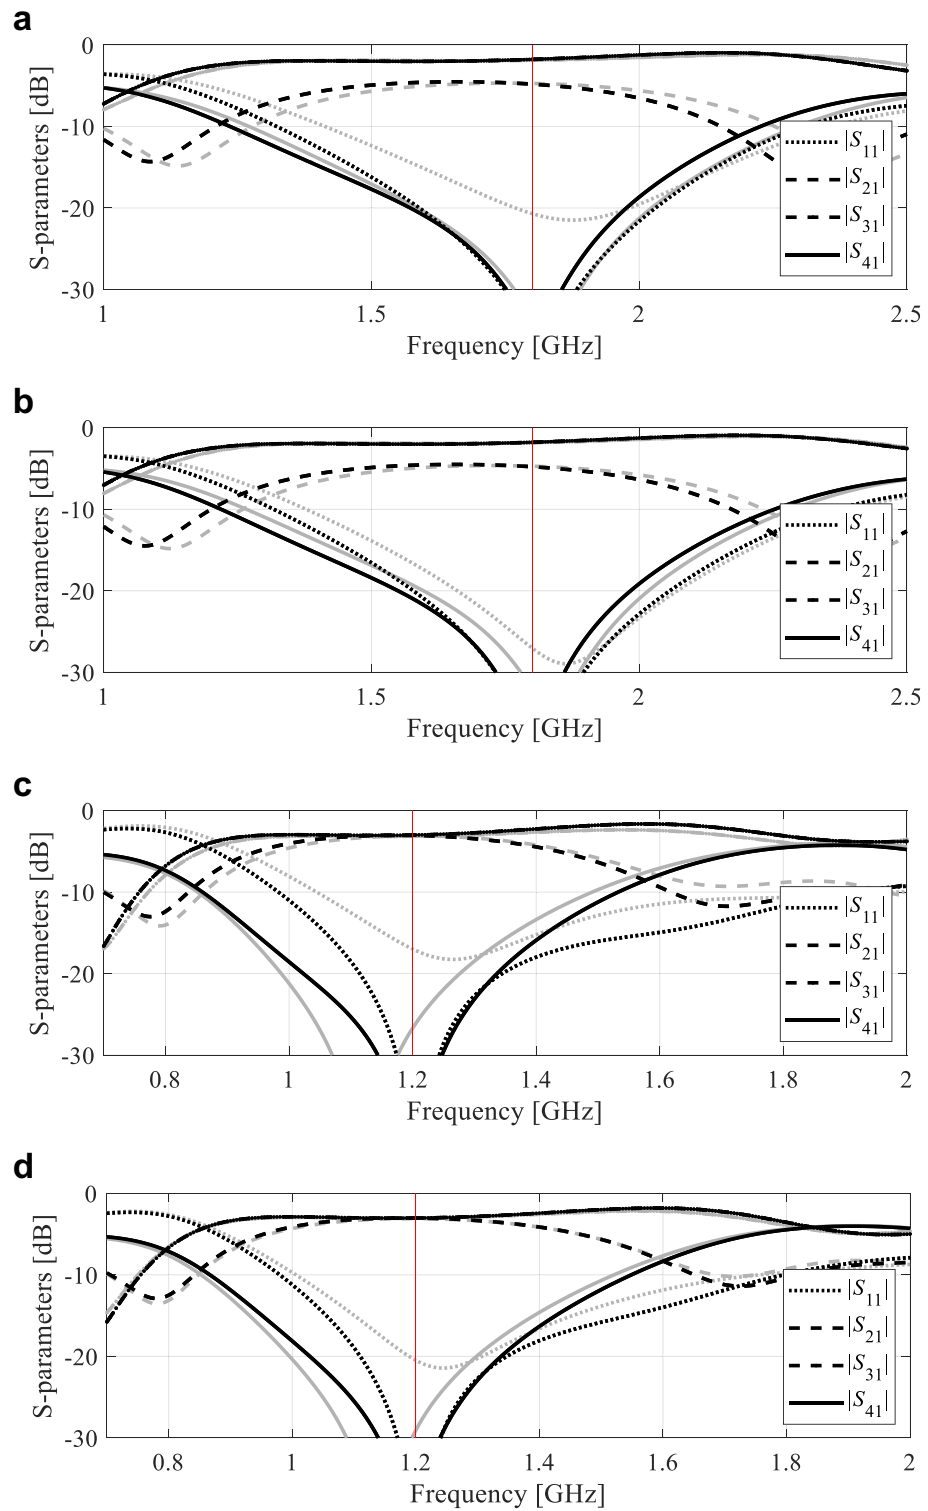 a
0
-10
-20
-30
S-parameters [dB]
|S11|
|S21|
|S31|
|S41|
1 1.5 2 2.5
Frequency [GHz]
b
0
-10
-20
-30
S-parameters [dB]
|S11|
|S21|
|S31|
|S41|
1 1.5 2 2.5
Frequency [GHz]
c
0
-10
-20
-30
S-parameters [dB]
|S11|
|S21|
|S31|
|S41|
0.8 1 1.2 1.4 1.6 1.8 2
Frequency [GHz]
d
0
-10
-20
-30
S-parameters [dB]
|S11|
|S21|
|S31|
|S41|
0.8 1 1.2 1.4 1.6 1.8 2
Frequency [GHz]